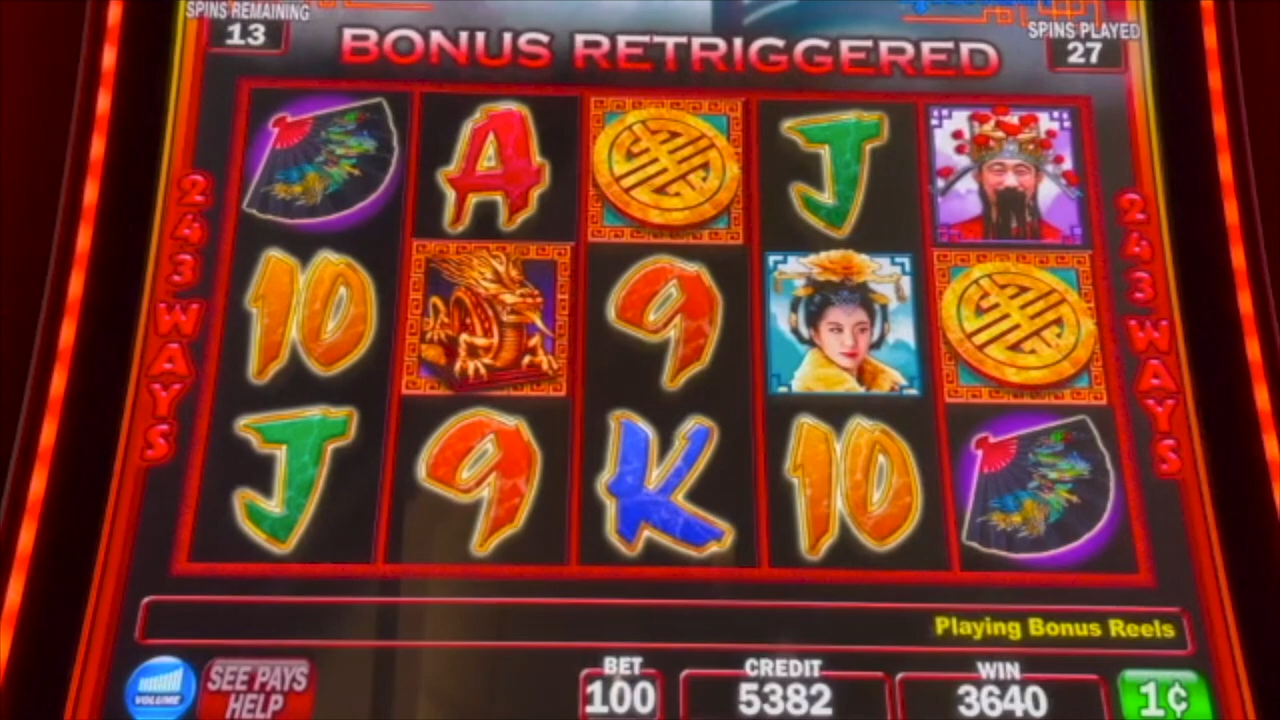 SPINS REMAINING
13
BONUS RETRIGGERED
SPINS PLAYED
27
243 WAYS
A
J
10
9
J
9
K
10
243 WAYS
Playing Bonus Reels
VOLUME
SEE PAYS
HELP
BET
100
CREDIT
5382
WIN
3640
1¢